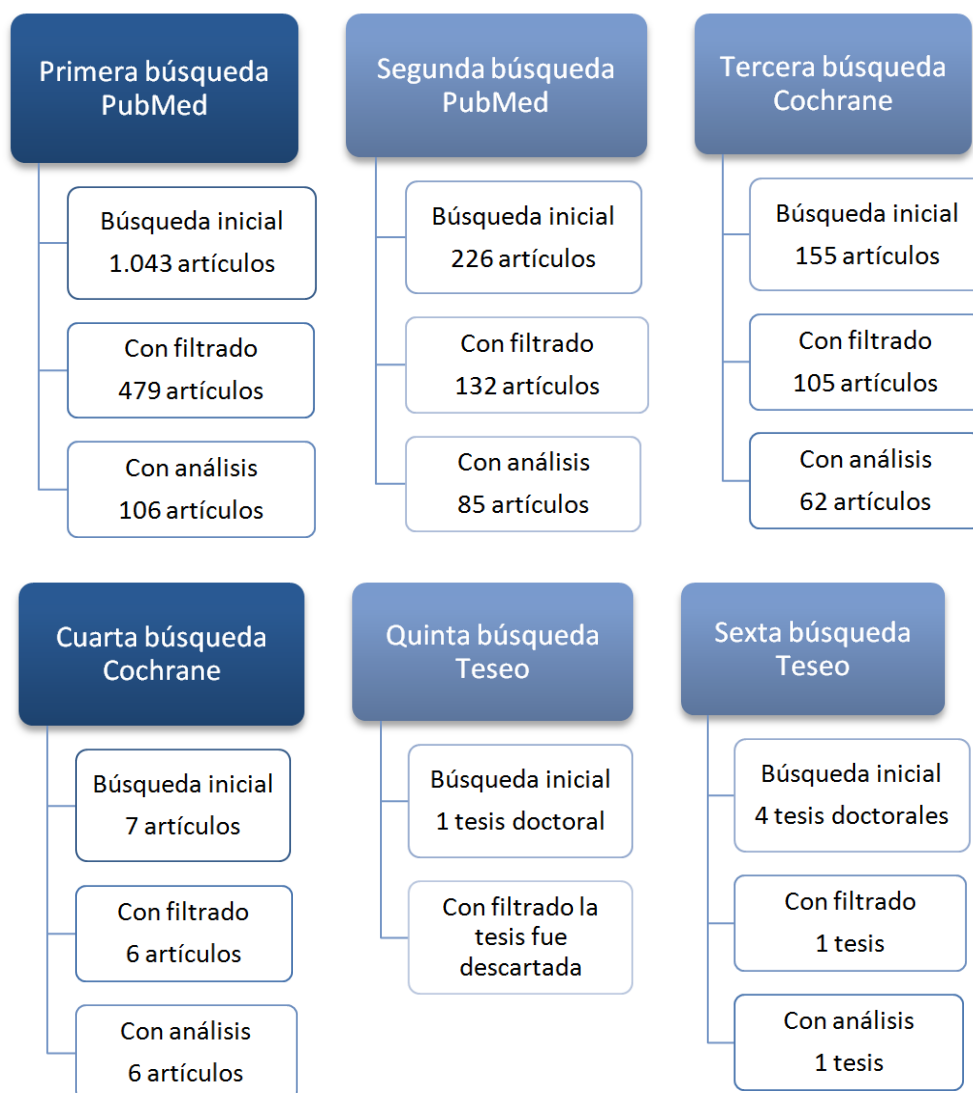 Primera búsqueda
PubMed
Búsqueda inicial
1.043 artículos
Con filtrado
479 artículos
Con análisis
106 artículos
Segunda búsqueda
PubMed
Búsqueda inicial
226 artículos
Con filtrado
132 artículos
Con análisis
85 artículos
Tercera búsqueda
Cochrane
Búsqueda inicial
155 artículos
Con filtrado
105 artículos
Con análisis
62 artículos
Cuarta búsqueda
Cochrane
Búsqueda inicial
7 artículos
Con filtrado
6 artículos
Con análisis
6 artículos
Quinta búsqueda
Teseo
Búsqueda inicial
1 tesis doctoral
Con filtrado la
tesis fue
descartada
Sexta búsqueda
Teseo
Búsqueda inicial
4 tesis doctorales
Con filtrado
1 tesis
Con análisis
1 tesis